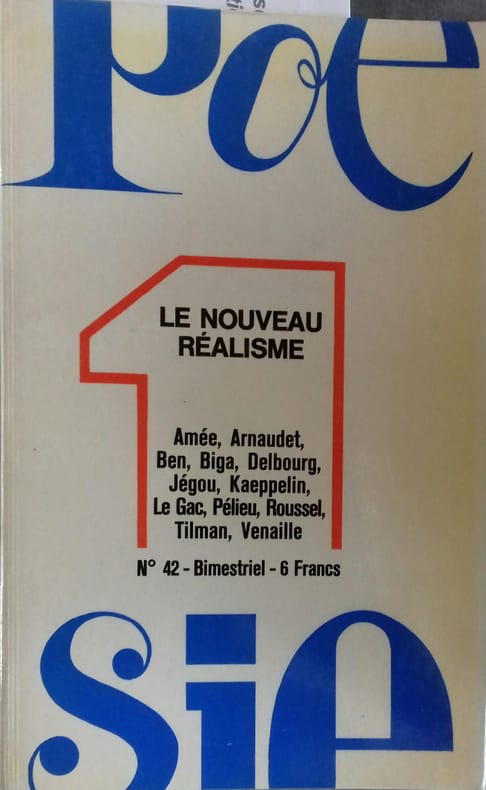 Poe
1
LE NOUVEAU
RÉALISME
Amée, Arnaudet,
Ben, Biga, Delbourg,
Jégou, Kaeppelin,
Le Gac, Pélieu, Roussel,
Tilman, Venaille
N° 42 - Bimestriel - 6 Francs
sie